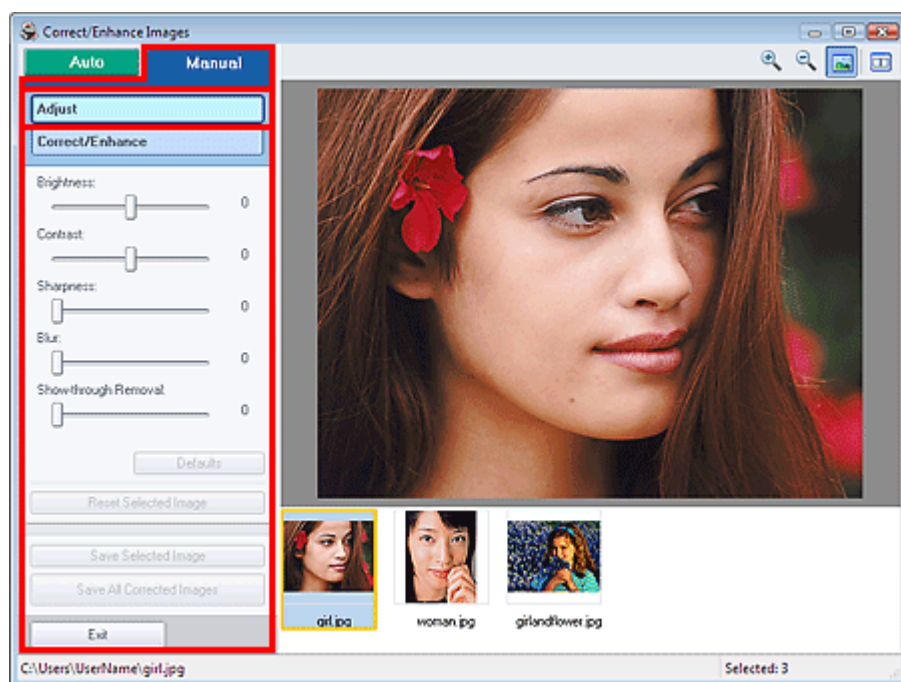 Correct/Enhance Images
Auto
Manual
Adjust
Correct/Enhance
Brightness:
0
Contrast:
0
Sharpness:
0
Blur:
0
Show-through Removal:
0
Defaults
Reset Selected Image
Save Selected Image
Save All Corrected Images
Exit
girl.jpg
woman.jpg
girlandflower.jpg
C:\Users\UserName\girl.jpg
Selected: 3